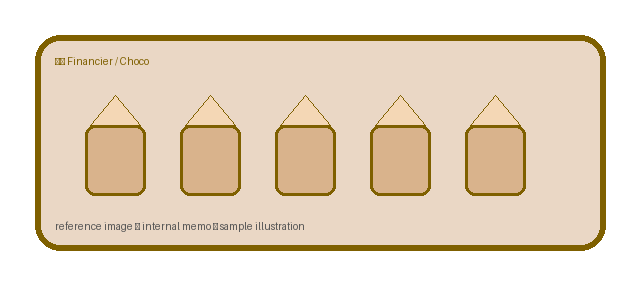 Financier / Choco
reference image internal memo sample illustration